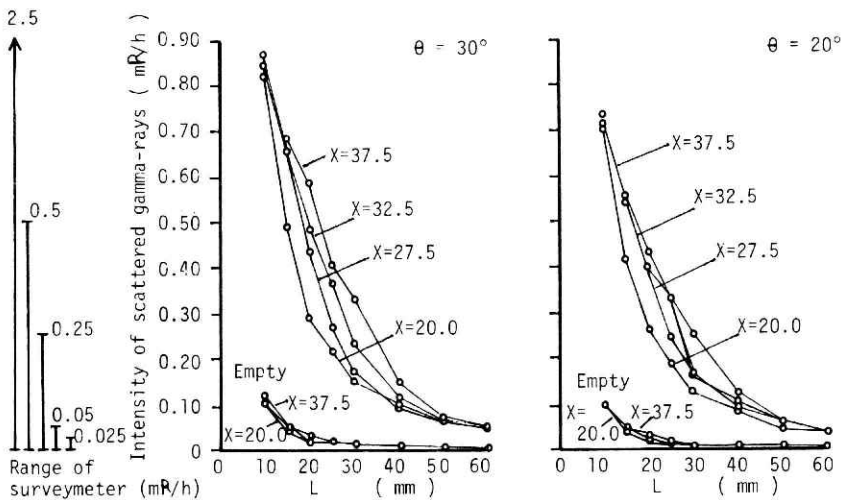 2.5
0.5
0.25
0.05
0.025
Range of
surveymeter (mR/h)
Intensity of scattered gamma-rays ( mR/h)
0.90
0.80
0.70
0.60
0.50
0.40
0.30
0.20
0.10
0
θ = 30°
X=37.5
X=32.5
X=27.5
X=20.0
Empty
X=37.5
X=20.0
0 10 20 30 40 50 60
L ( mm )
θ = 20°
X=37.5
X=32.5
X=27.5
X=20.0
Empty
X=
20.0
X=37.5
0 10 20 30 40 50 60
L ( mm )